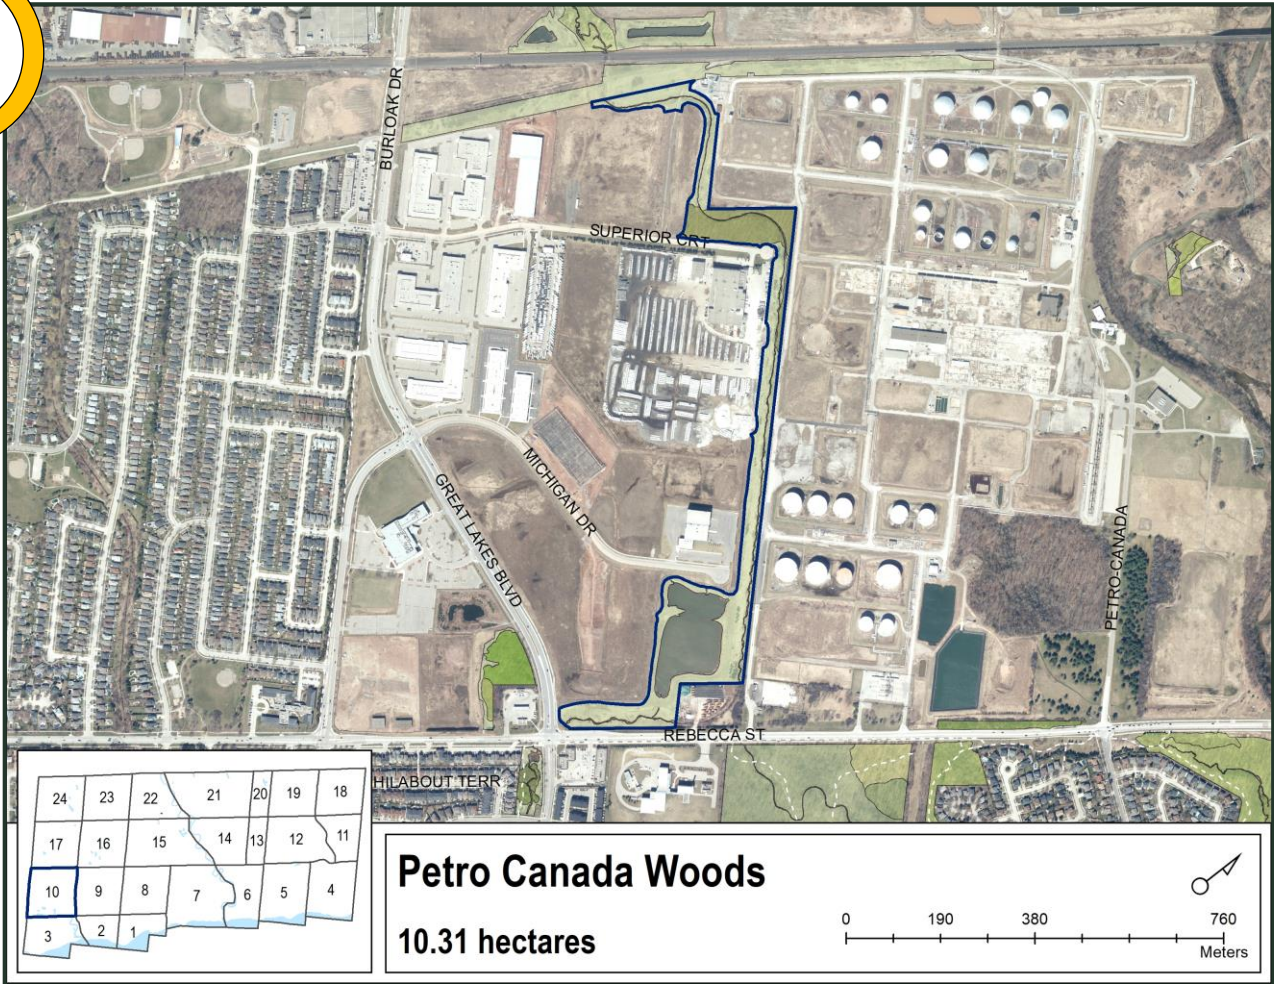 BURLOAK DR
SUPERIOR CRT
MICHIGAN DR
GREAT LAKES BLVD
PETRO-CANADA
REBECCA ST
HILABOUT TERR
24 23 22 21 20 19 18
17 16 15 14 13 12 11
10 9 8 7 6 5 4
3 2 1
Petro Canada Woods
10.31 hectares
0 190 380 760
Meters